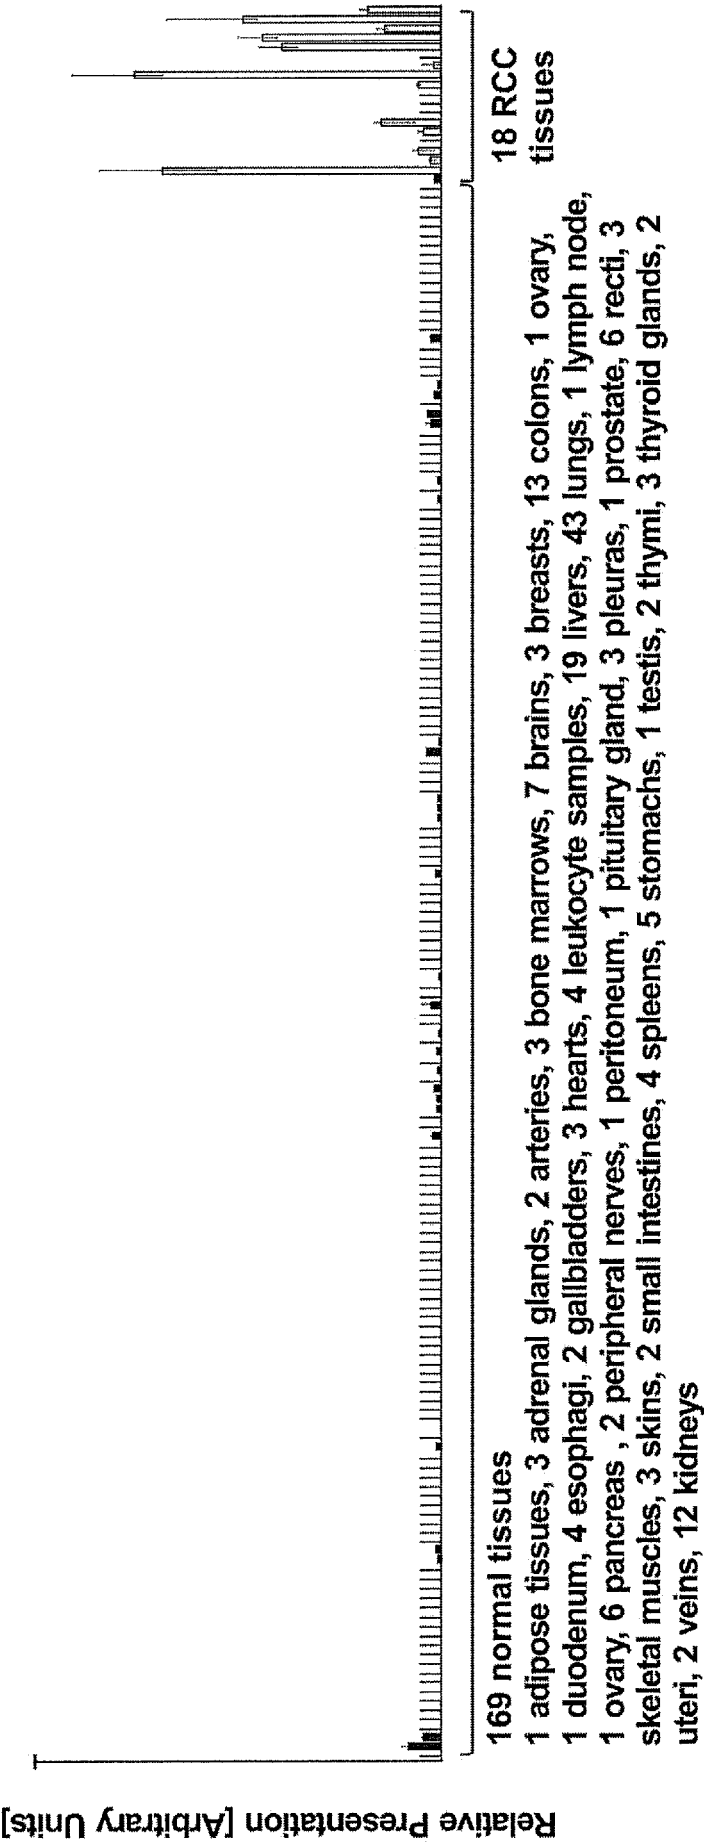 Relative Presentation [Arbitrary Units]
169 normal tissues
1 adipose tissues, 3 adrenal glands, 2 arteries, 3 bone marrows, 7 brains, 3 breasts, 13 colons, 1 ovary,
1 duodenum, 4 esophagi, 2 gallbladders, 3 hearts, 4 leukocyte samples, 19 livers, 43 lungs, 1 lymph node,
1 ovary, 6 pancreas , 2 peripheral nerves, 1 peritoneum, 1 pituitary gland, 3 pleuras, 1 prostate, 6 recti, 3
skeletal muscles, 3 skins, 2 small intestines, 4 spleens, 5 stomachs, 1 testis, 2 thymi, 3 thyroid glands, 2
uteri, 2 veins, 12 kidneys
18 RCC
tissues